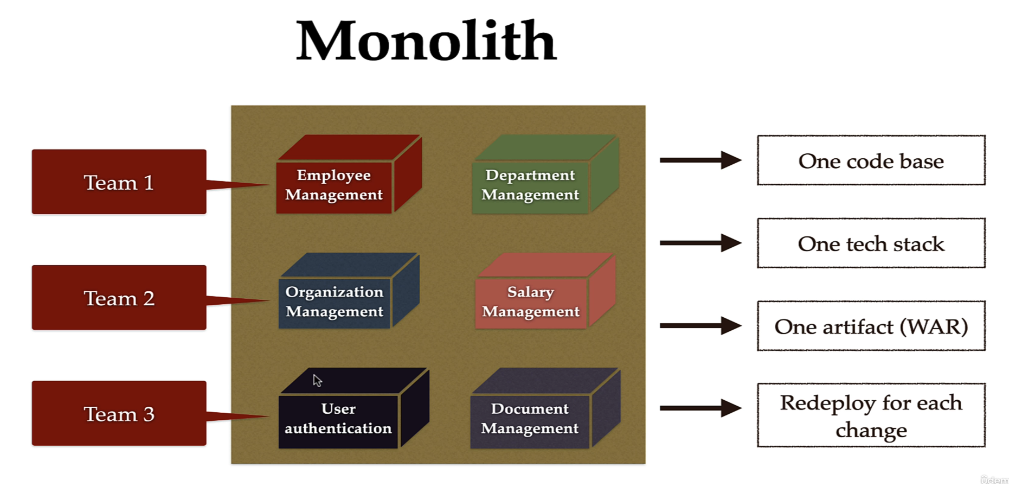 Monolith
Team 1
Employee
Management
Department
Management
One code base
Team 2
Organization
Management
Salary
Management
One tech stack
One artifact (WAR)
Team 3
User
authentication
Document
Management
Redeploy for each
change